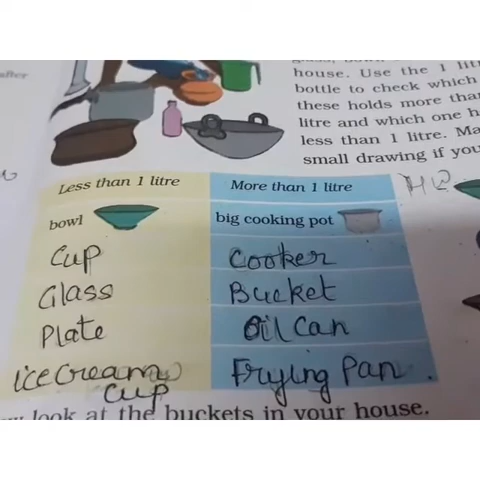 after
glass,
house. Use the 1 lit
bottle to check which
these holds more tha
litre and which one h
less than 1 litre. Ma
small drawing if you
Less than 1 litre More than 1 litre
bowl big cooking pot
Cup Cooker
Glass Bucket
Plate Oil Can
ice cream cup Frying Pan.
look at the buckets in your house.